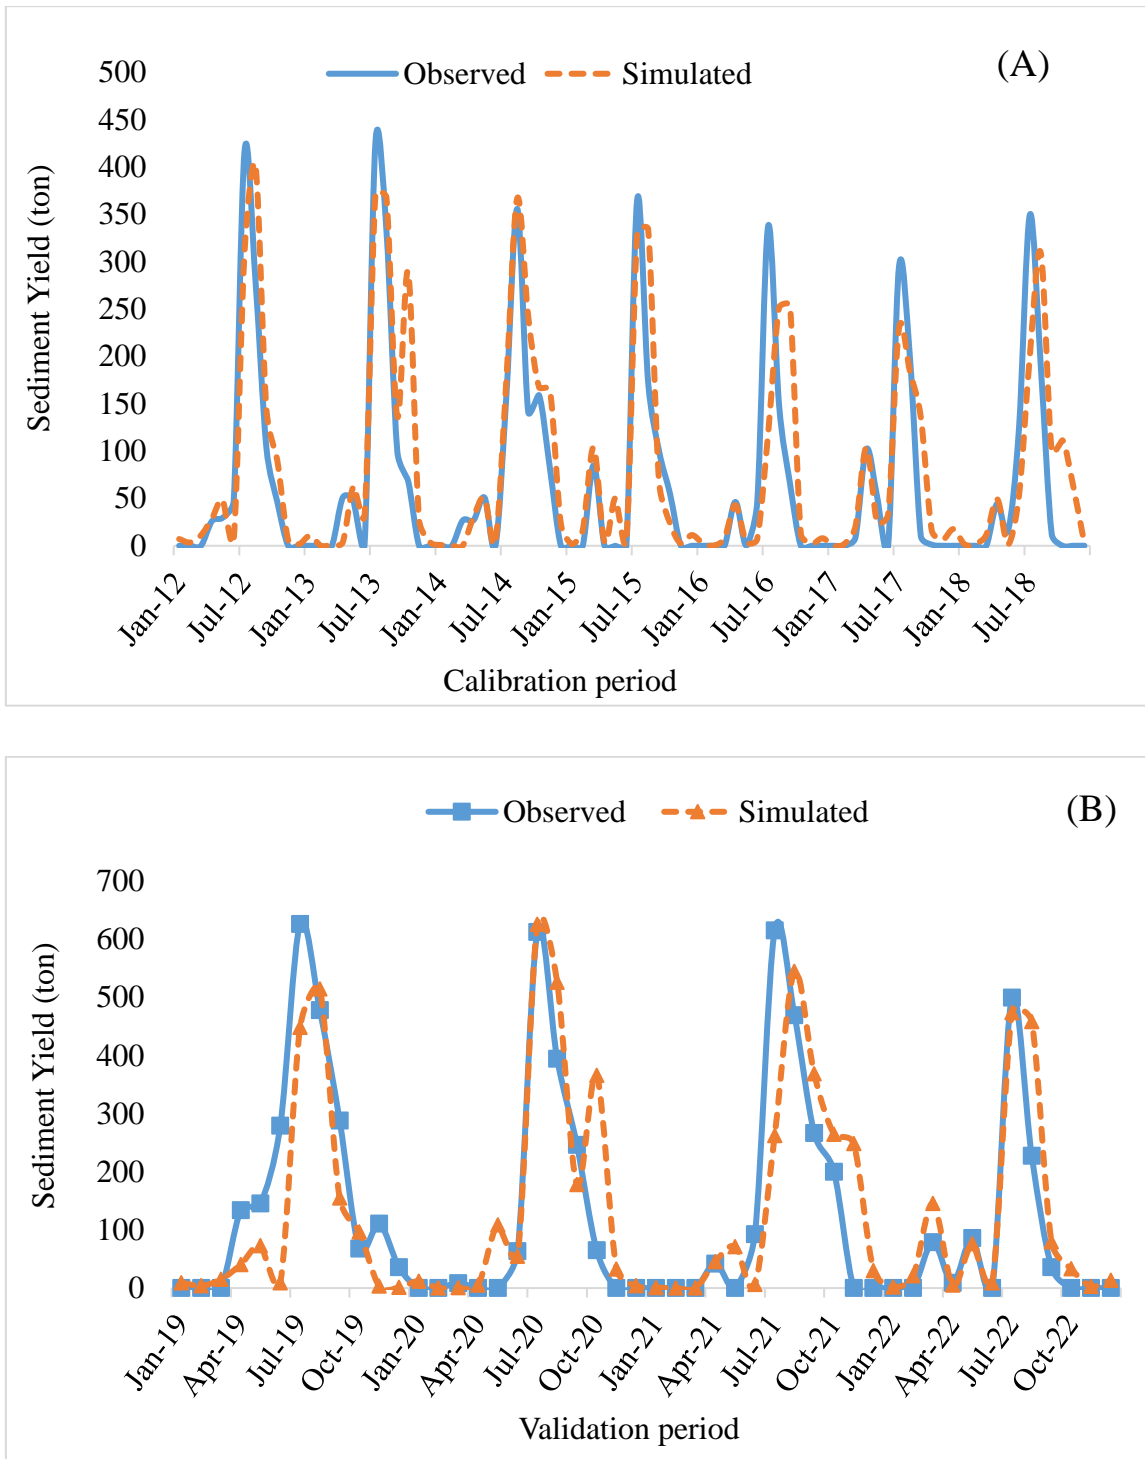 (A)
Observed Simulated
500
450
400
350
300
250
200
150
100
50
0
Sediment Yield (ton)
Jan-12 Jul-12 Jan-13 Jul-13 Jan-14 Jul-14 Jan-15 Jul-15 Jan-16 Jul-16 Jan-17 Jul-17 Jan-18 Jul-18
Calibration period
(B)
Observed Simulated
700
600
500
400
300
200
100
0
Sediment Yield (ton)
Jan-19 Apr-19 Jul-19 Oct-19 Jan-20 Apr-20 Jul-20 Oct-20 Jan-21 Apr-21 Jul-21 Oct-21 Jan-22 Apr-22 Jul-22 Oct-22
Validation period